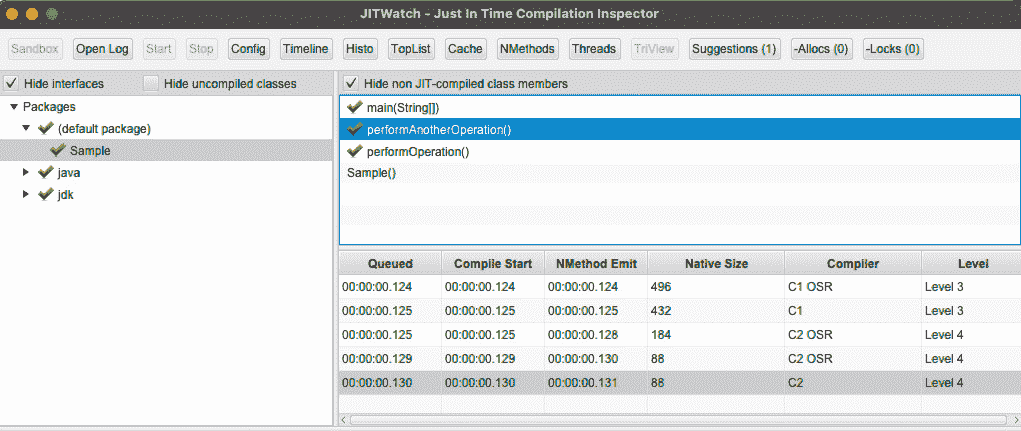 JITWatch - Just In Time Compilation Inspector
Sandbox Open Log Start Stop Config Timeline Histo TopList Cache NMethods Threads TriView Suggestions (1) -Allocs (0) -Locks (0)
Hide interfaces Hide uncompiled classes
Packages
(default package)
Sample
java
jdk
Hide non JIT-compiled class members
main(String[])
performAnotherOperation()
performOperation()
Sample()
Queued Compile Start NMethod Emit Native Size Compiler Level
00:00:00.124 00:00:00.124 00:00:00.124 496 C1 OSR Level 3
00:00:00.125 00:00:00.125 00:00:00.125 432 C1 Level 3
00:00:00.125 00:00:00.125 00:00:00.128 184 C2 OSR Level 4
00:00:00.129 00:00:00.129 00:00:00.130 88 C2 OSR Level 4
00:00:00.130 00:00:00.130 00:00:00.131 88 C2 Level 4